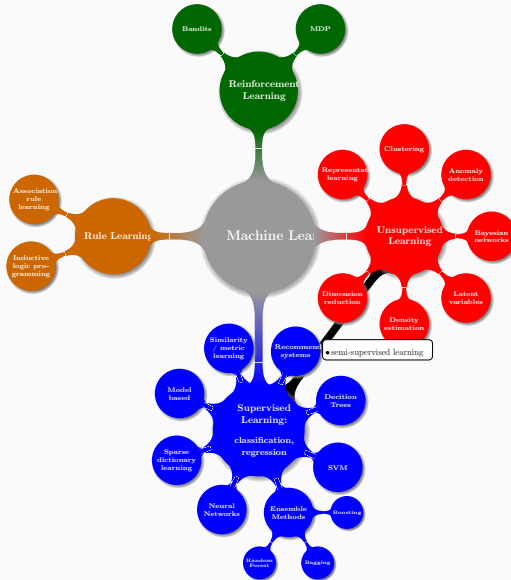 Bandits
MDP
Reinforcement
Learning
Clustering
Representat
learning
Anomaly
detection
Association
rule
learning
Rule Learning
Machine Lea
Unsupervised
Learning
Bayesian
networks
Inductive
logic pro-
gramming
Dimension
reduction
Latent
variables
Density
estimation
Similarity
/ metric
learning
Recommend
systems
•semi-supervised learning
Model
based
Decition
Trees
Supervised
Learning:
classification,
regression
Sparse
dictionary
learning
SVM
Neural
Networks
Ensemble
Methods
Boosting
Random
Forest
Bagging